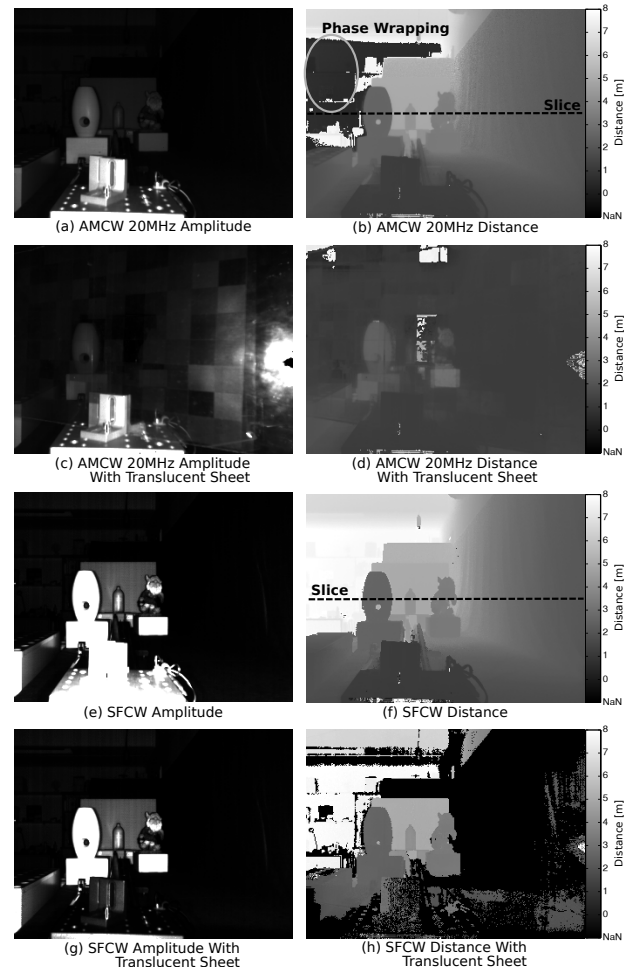 Phase Wrapping
Slice
8
7
6
5
4
3
2
1
0
NaN
Distance [m]
(a) AMCW 20MHz Amplitude
(b) AMCW 20MHz Distance
8
7
6
5
4
3
2
1
0
NaN
Distance [m]
(c) AMCW 20MHz Amplitude
With Translucent Sheet
(d) AMCW 20MHz Distance
With Translucent Sheet
Slice
8
7
6
5
4
3
2
1
0
NaN
Distance [m]
(e) SFCW Amplitude
(f) SFCW Distance
8
7
6
5
4
3
2
1
0
NaN
Distance [m]
(g) SFCW Amplitude With
Translucent Sheet
(h) SFCW Distance With
Translucent Sheet